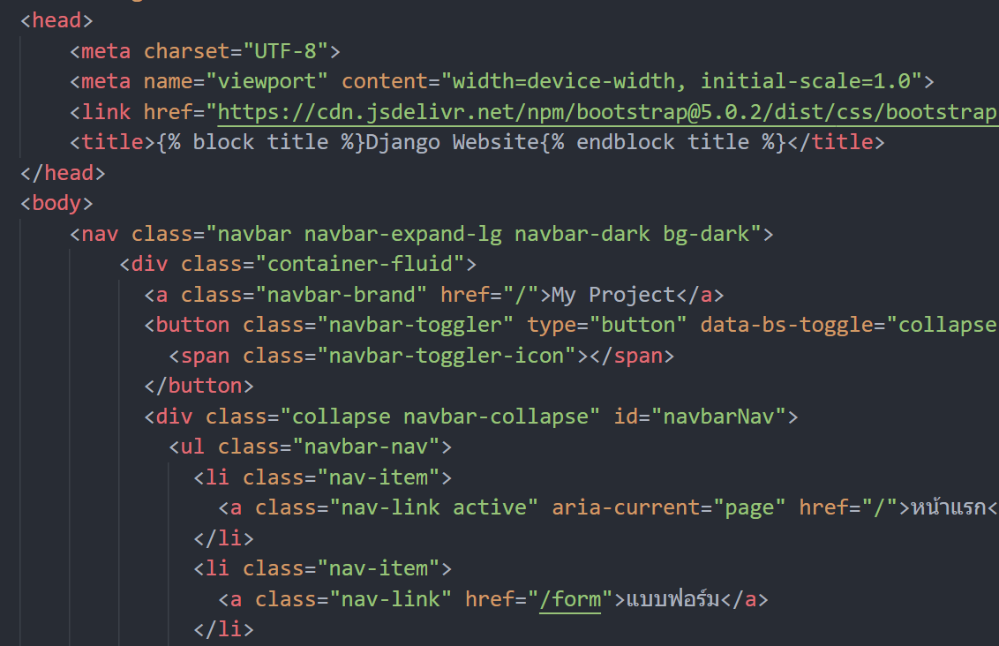 <head>
<meta charset="UTF-8">
<meta name="viewport" content="width=device-width, initial-scale=1.0">
<link href="https://cdn.jsdelivr.net/npm/bootstrap@5.0.2/dist/css/bootstrap
<title>{% block title %}Django Website{% endblock title %}</title>
</head>
<body>
<nav class="navbar navbar-expand-lg navbar-dark bg-dark">
<div class="container-fluid">
<a class="navbar-brand" href="/">My Project</a>
<button class="navbar-toggler" type="button" data-bs-toggle="collapse
<span class="navbar-toggler-icon"></span>
</button>
<div class="collapse navbar-collapse" id="navbarNav">
<ul class="navbar-nav">
<li class="nav-item">
<a class="nav-link active" aria-current="page" href="/">หน้าแรก<
</li>
<li class="nav-item">
<a class="nav-link" href="/form">แบบฟอร์ม</a>
</li>